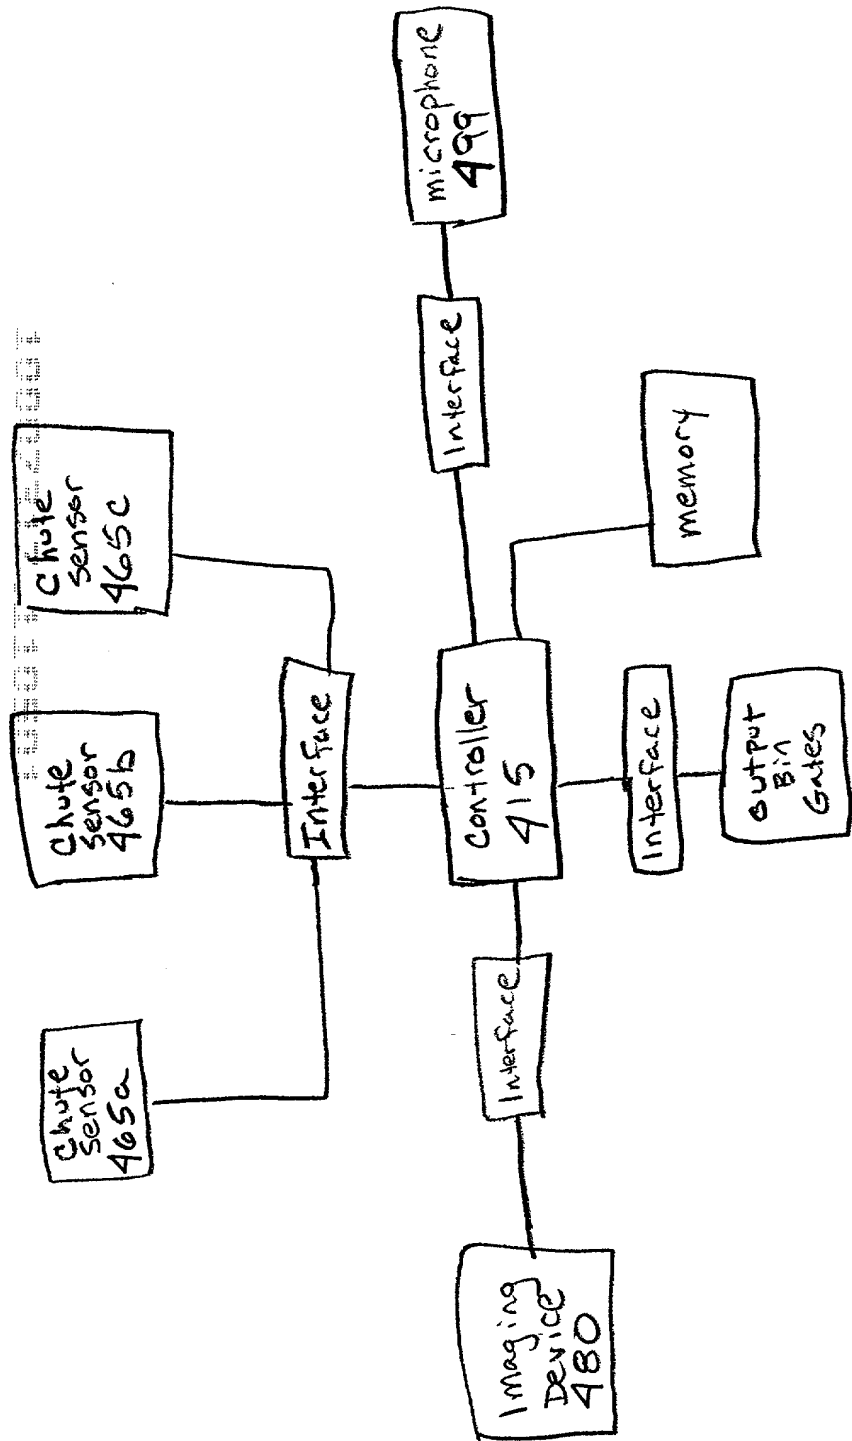 Chute
sensor
465a
Chute
sensor
465b
Chute
sensor
465c
Interface
Imaging
Device
480
Interface
Controller
415
Interface
microphone
499
memory
Interface
Output
Bin
Gates